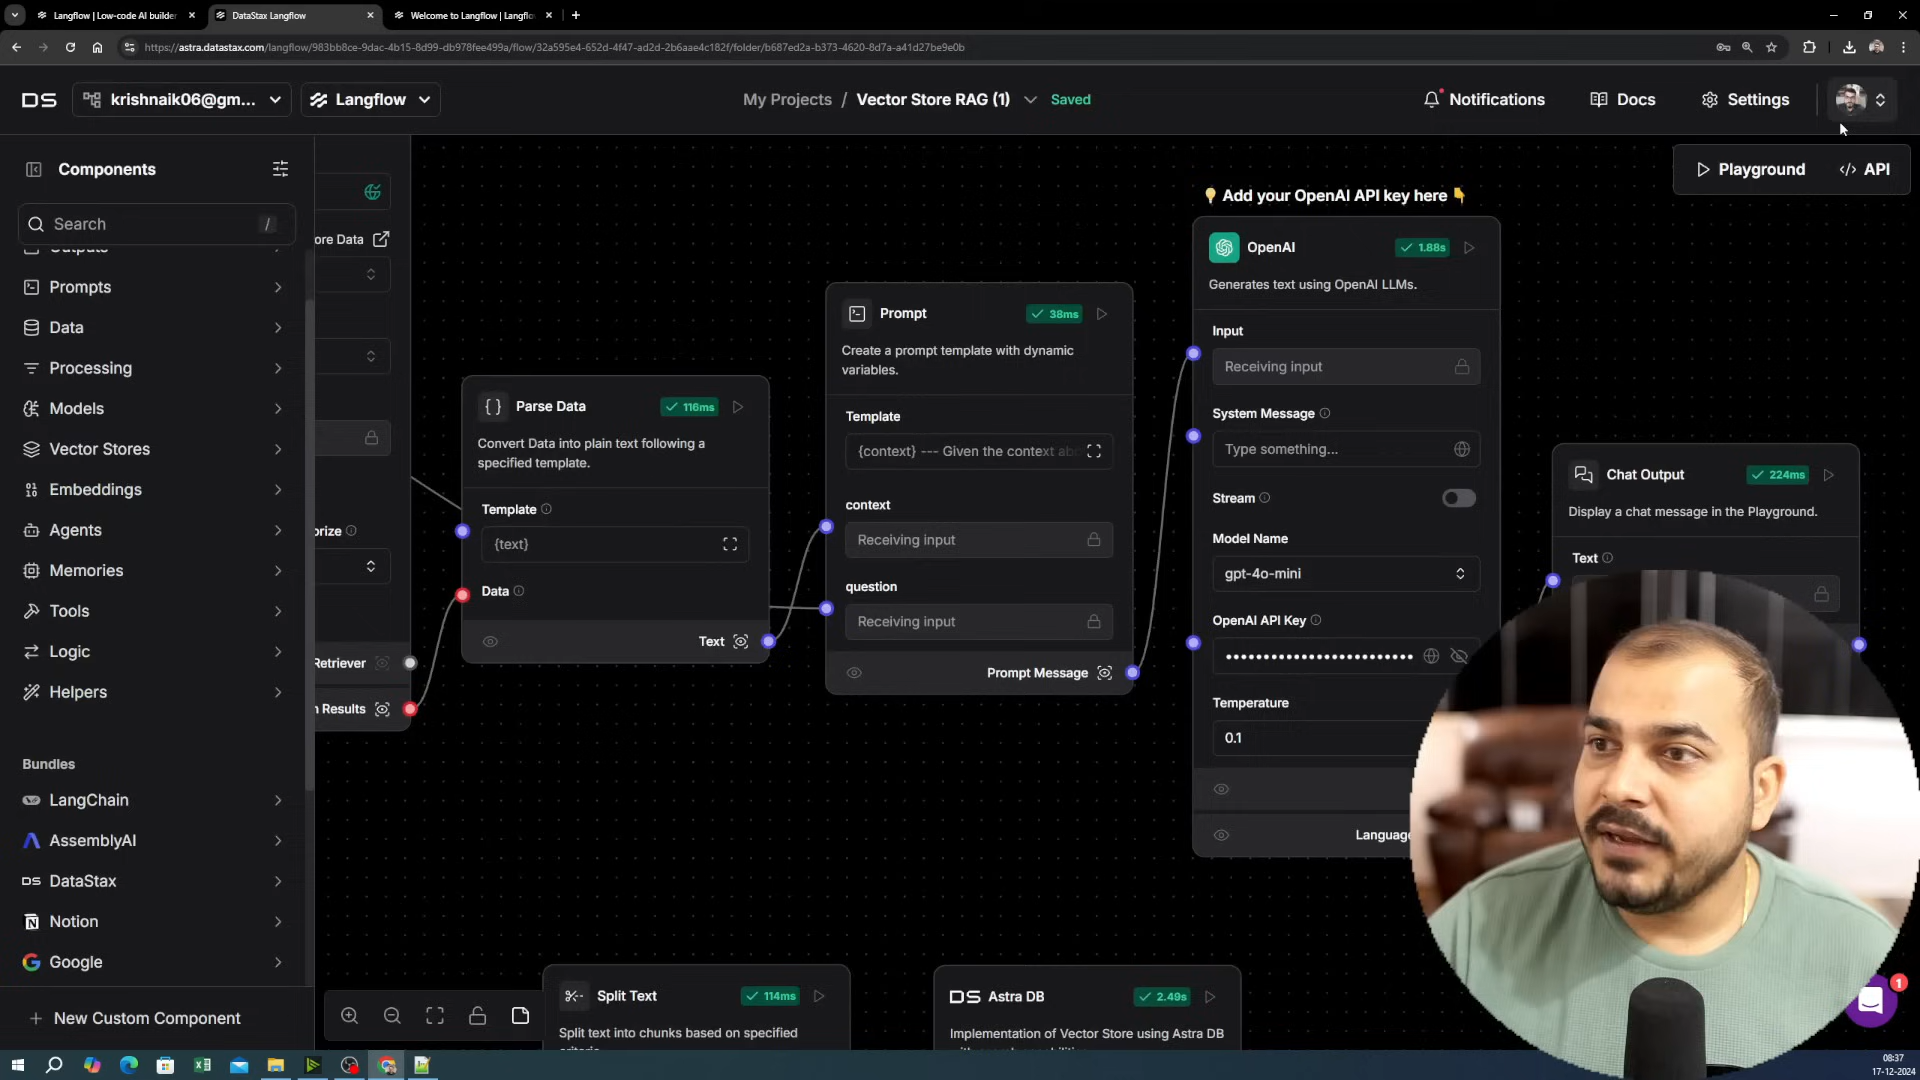 Langflow | Low-code AI builder
DataStax Langflow
Welcome to Langflow | Langflo
https://astra.datastax.com/langflow/983bb8ce-9dac-4b15-8d99-db978fee499a/flow/32a595e4-652d-4f47-ad2d-2b6aae4c182f/folder/b687ed2a-b373-4620-8d7a-a41d27be9e0b
DS
krishnaik06@gm...
Langflow
My Projects / Vector Store RAG (1)
Saved
Notifications
Docs
Settings
Components
Playground
API
Search
/
Outputs
Prompts
Data
Processing
Models
Vector Stores
Embeddings
Agents
Memories
Tools
Logic
Helpers
Bundles
LangChain
AssemblyAI
DS DataStax
Notion
Google
New Custom Component
ore Data
orize
Retriever
h Results
Parse Data
116ms
Convert Data into plain text following a
specified template.
Template
{text}
Data
Text
Prompt
38ms
Create a prompt template with dynamic
variables.
Template
{context} --- Given the context abo
context
Receiving input
question
Receiving input
Prompt Message
Add your OpenAI API key here
OpenAI
1.88s
Generates text using OpenAI LLMs.
Input
Receiving input
System Message
Type something...
Stream
Model Name
gpt-4o-mini
OpenAI API Key
Temperature
0.1
Language
Chat Output
224ms
Display a chat message in the Playground.
Text
Split Text
114ms
Split text into chunks based on specified
DS Astra DB
2.49s
Implementation of Vector Store using Astra DB
1
08:37
17-12-2024